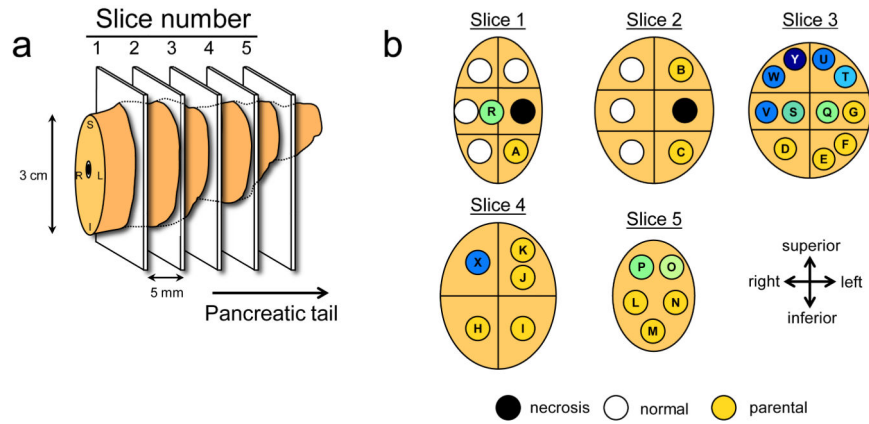 a
Slice number
1 2 3 4 5
S
R L
I
3 cm
5 mm
Pancreatic tail
b
Slice 1
R
A
Slice 2
B
C
Slice 3
Y U
W T
V S Q G
D F
E
Slice 4
X K
J
H I
Slice 5
P O
L N
M
superior
right left
inferior
necrosis normal parental